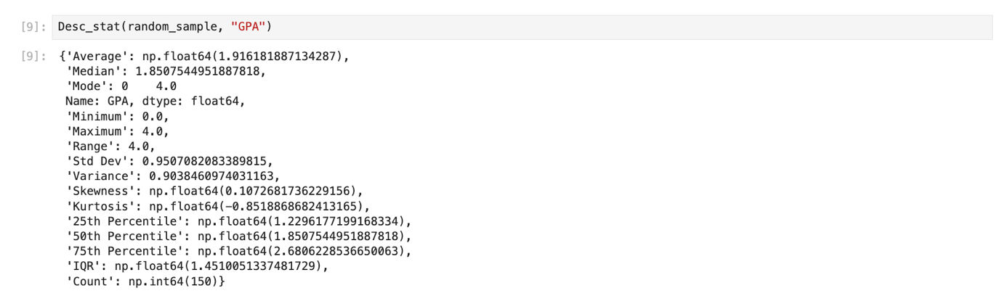 [9]: Desc_stat(random_sample, "GPA")
[9]: {'Average': np.float64(1.916181887134287),
'Median': 1.8507544951887818,
'Mode': 0    4.0
Name: GPA, dtype: float64,
'Minimum': 0.0,
'Maximum': 4.0,
'Range': 4.0,
'Std Dev': 0.9507082083389815,
'Variance': 0.9038460974031163,
'Skewness': np.float64(0.1072681736229156),
'Kurtosis': np.float64(-0.8518868682413165),
'25th Percentile': np.float64(1.2296177199168334),
'50th Percentile': np.float64(1.8507544951887818),
'75th Percentile': np.float64(2.6806228536650063),
'IQR': np.float64(1.4510051337481729),
'Count': np.int64(150)}